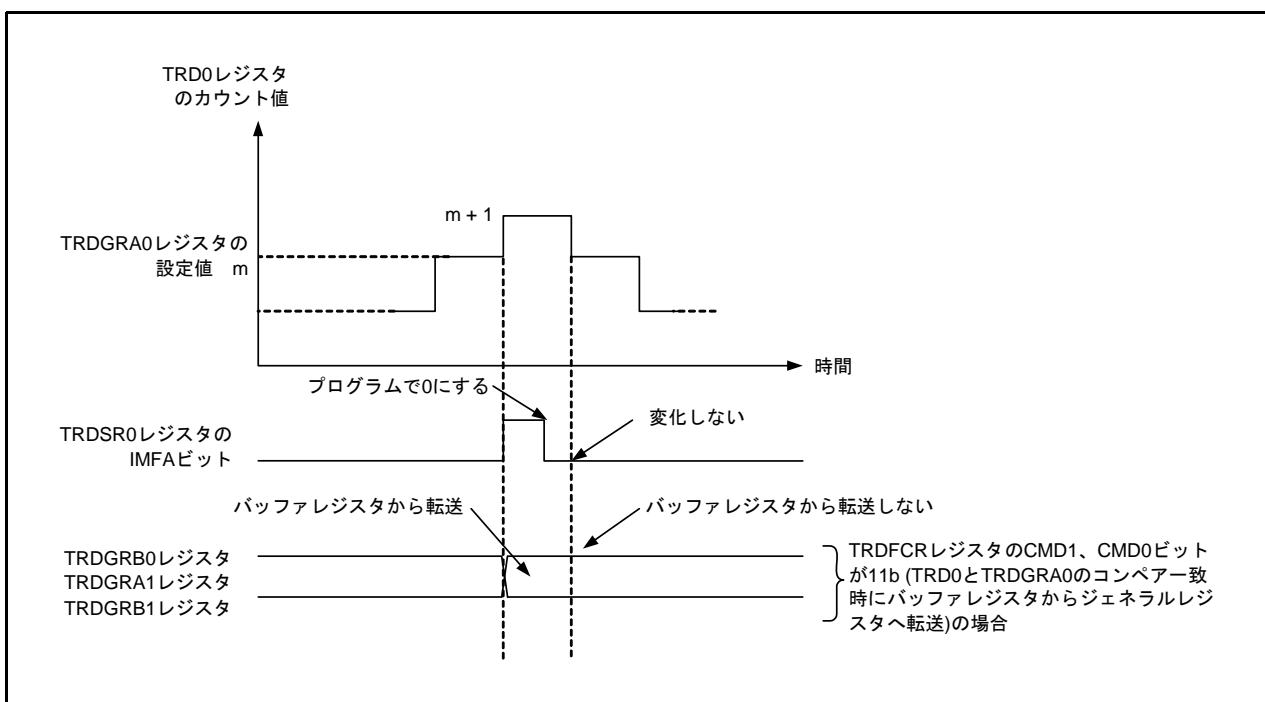 TRD0レジスタ
のカウント値
m + 1
TRDGRA0レジスタの
設定値 m
時間
プログラムで0にする
変化しない
TRDSR0レジスタの
IMFAビット
バッファレジスタから転送
バッファレジスタから転送しない
TRDGRB0レジスタ
TRDGRA1レジスタ
TRDGRB1レジスタ
TRDFCRレジスタのCMD1、CMD0ビット
が11b (TRD0とTRDGRA0のコンペア一致
時にバッファレジスタからジェネラルレジ
スタへ転送)の場合